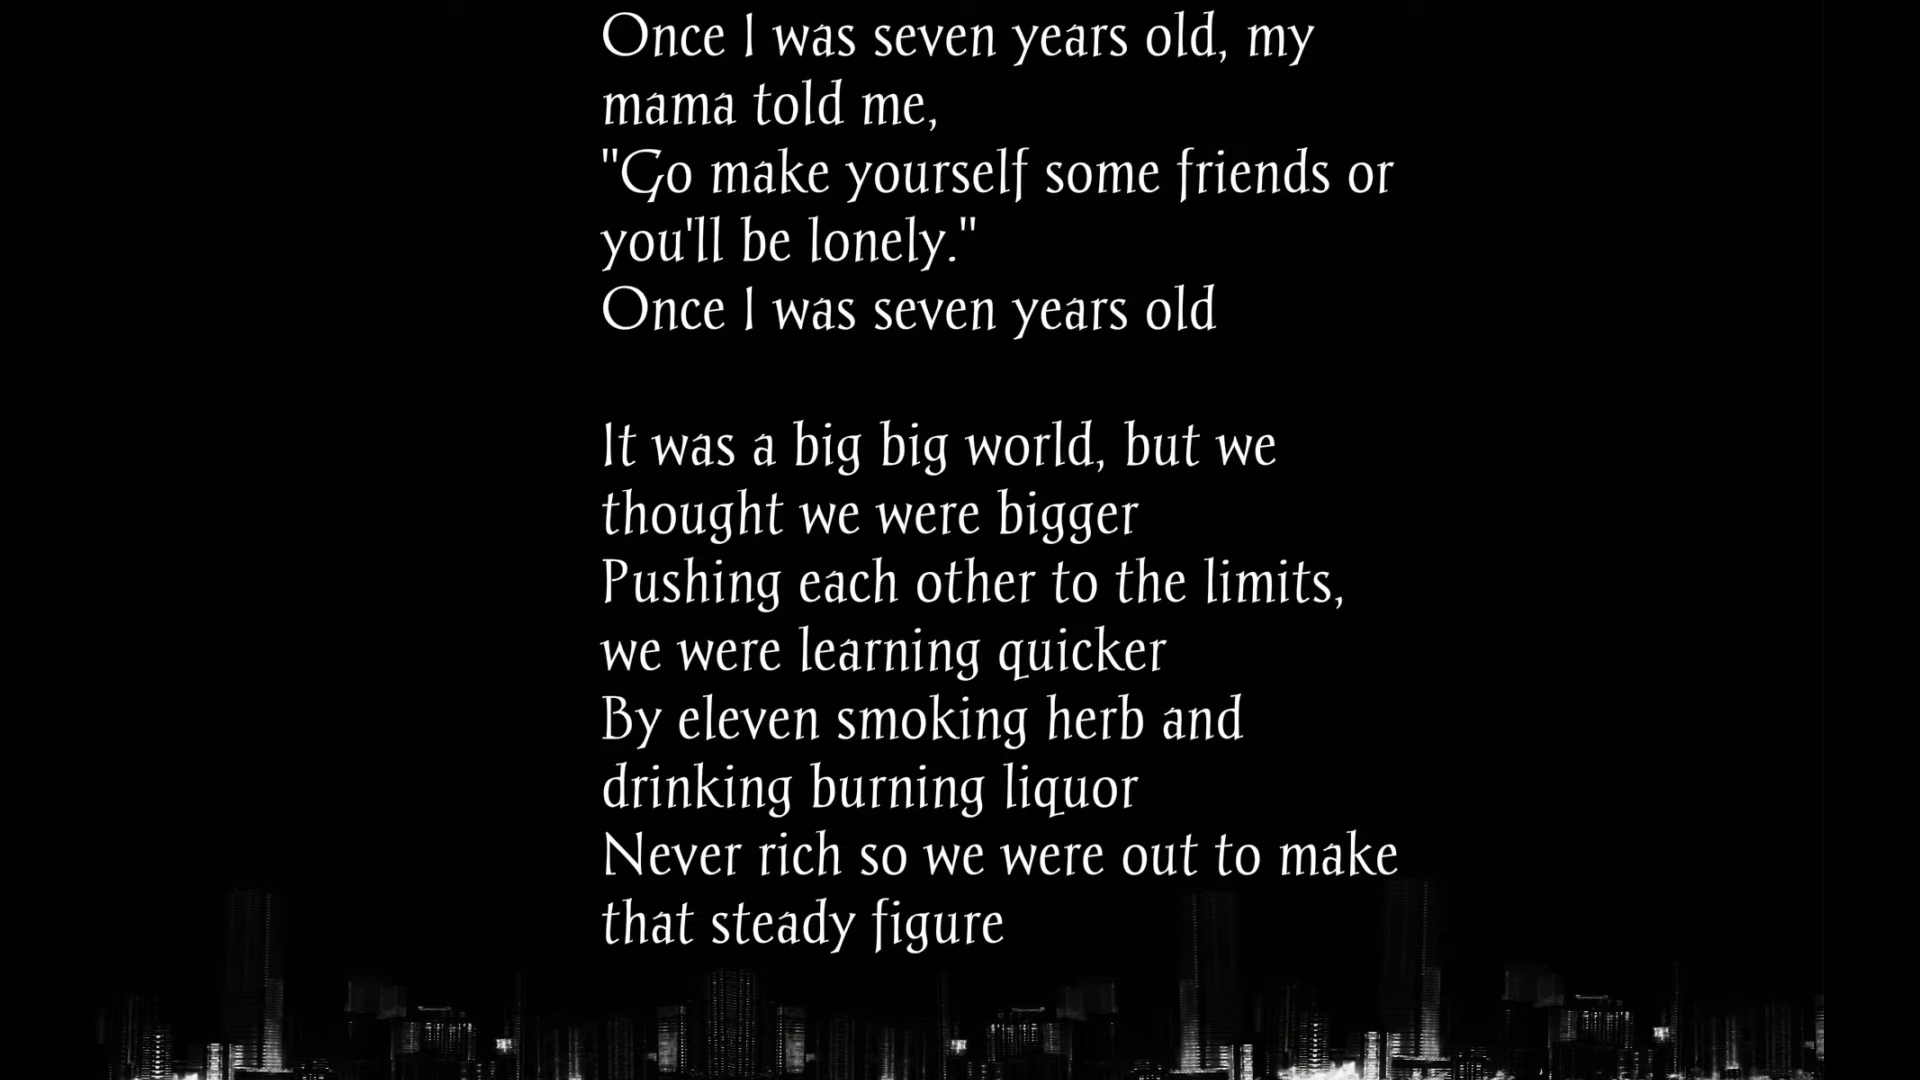 Once I was seven years old, my
mama told me,
"Go make yourself some friends or
you'll be lonely."
Once I was seven years old
It was a big big world, but we
thought we were bigger
Pushing each other to the limits,
we were learning quicker
By eleven smoking herb and
drinking burning liquor
Never rich so we were out to make
that steady figure